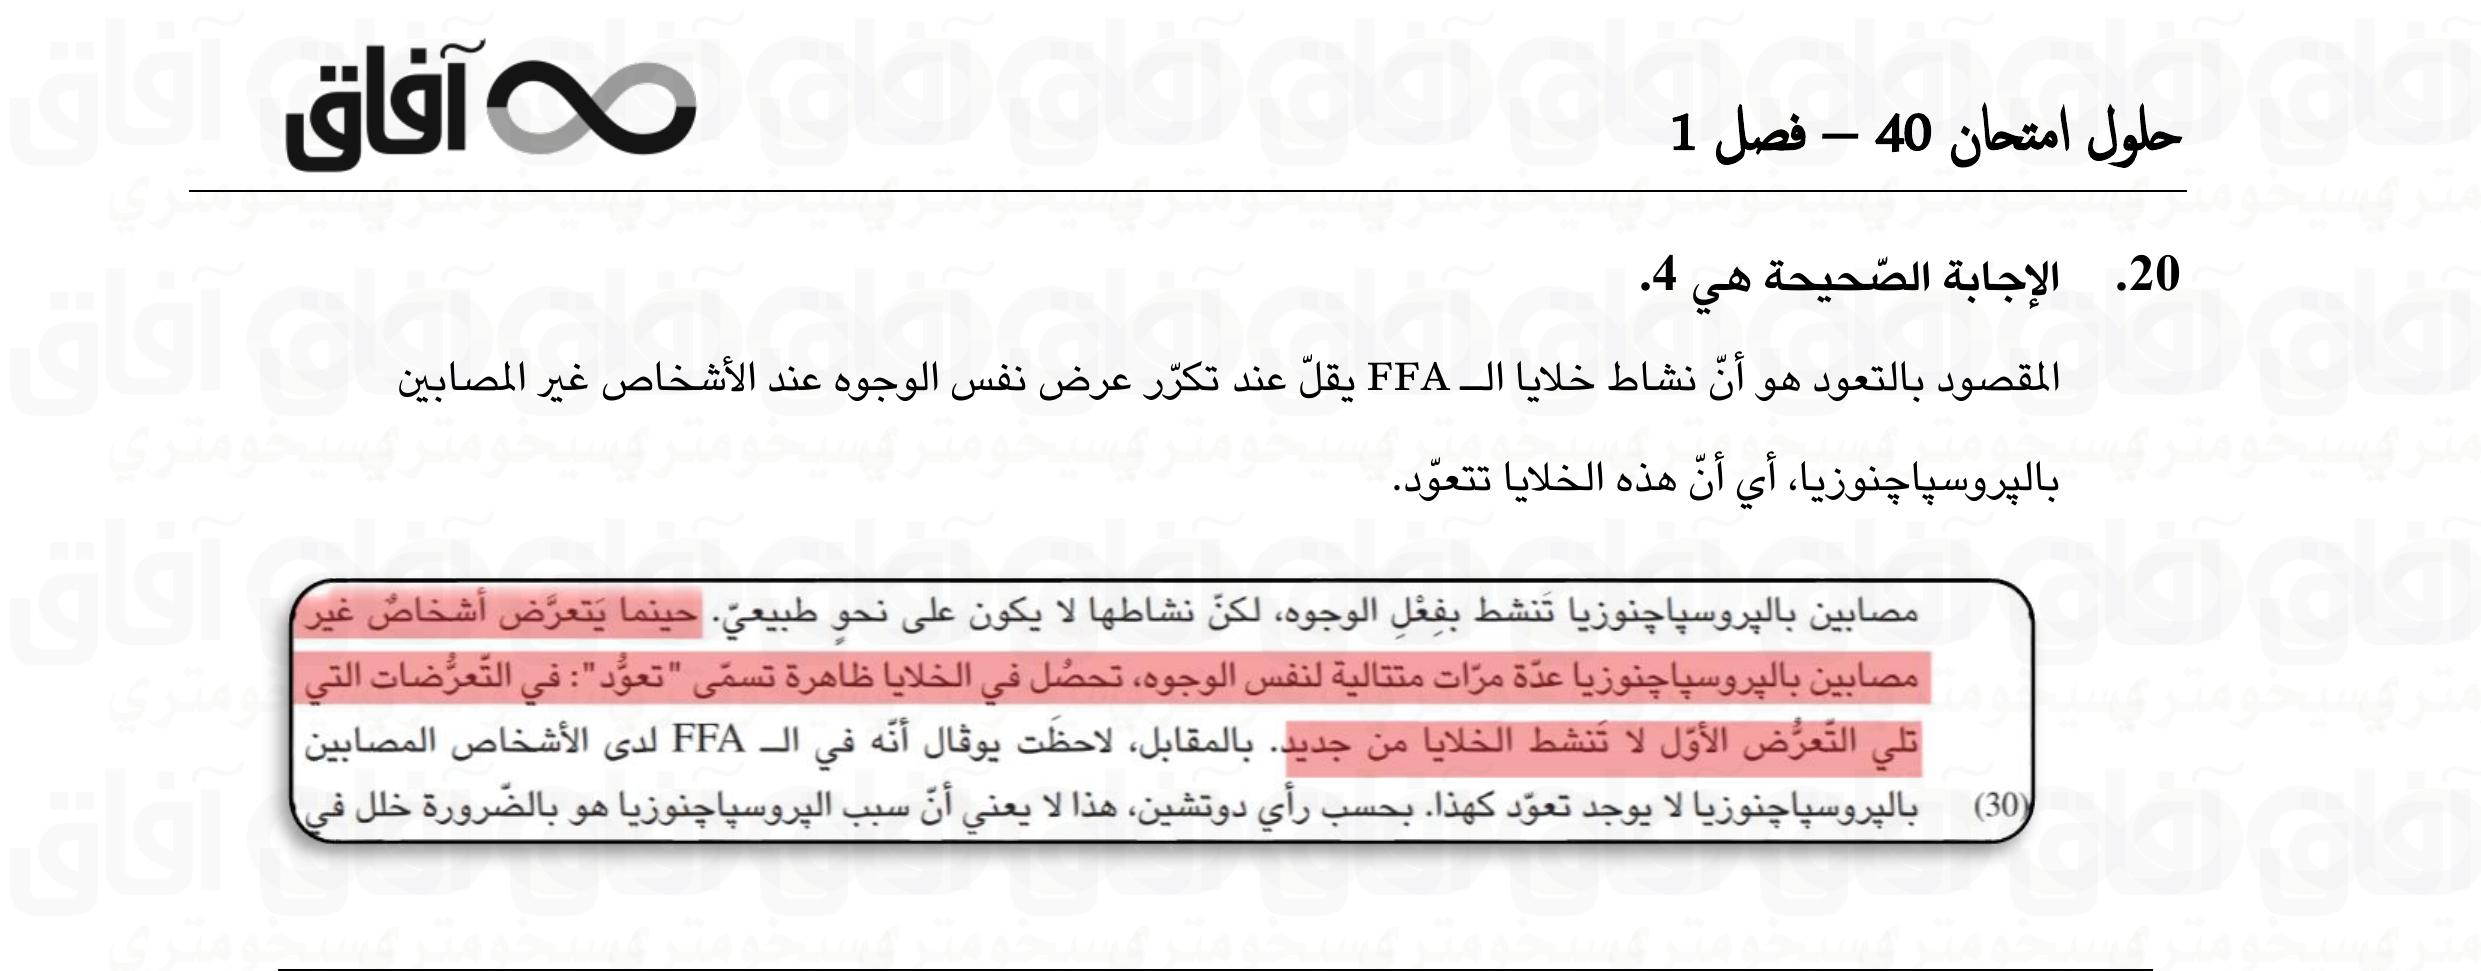 آفاق
حلول امتحان 40 – فصل 1
20. الإجابة الصّحيحة هي 4.
المقصود بالتعود هو أنّ نشاط خلايا الـ FFA يقلّ عند تكرّر عرض نفس الوجوه عند الأشخاص غير المصابين
بالپروسپاچنوزيا، أي أنّ هذه الخلايا تتعوّد.
مصابين بالپروسپاچنوزيا تَنشط بفِعْلِ الوجوه، لكنّ نشاطها لا يكون على نحوٍ طبيعيّ. حينما يَتعرَّض أشخاصٌ غير
مصابين بالپروسپاچنوزيا عدّة مرّات متتالية لنفس الوجوه، تحصُل في الخلايا ظاهرة تسمّى "تعوُّد": في التّعرُّضات التي
تلي التّعرُّض الأوّل لا تَنشط الخلايا من جديد. بالمقابل، لاحظَت يوڤال أنّه في الـ FFA لدى الأشخاص المصابين
(30) بالپروسپاچنوزيا لا يوجد تعوّد كهذا. بحسب رأي دوتشين، هذا لا يعني أنّ سبب الپروسپاچنوزيا هو بالضّرورة خلل في